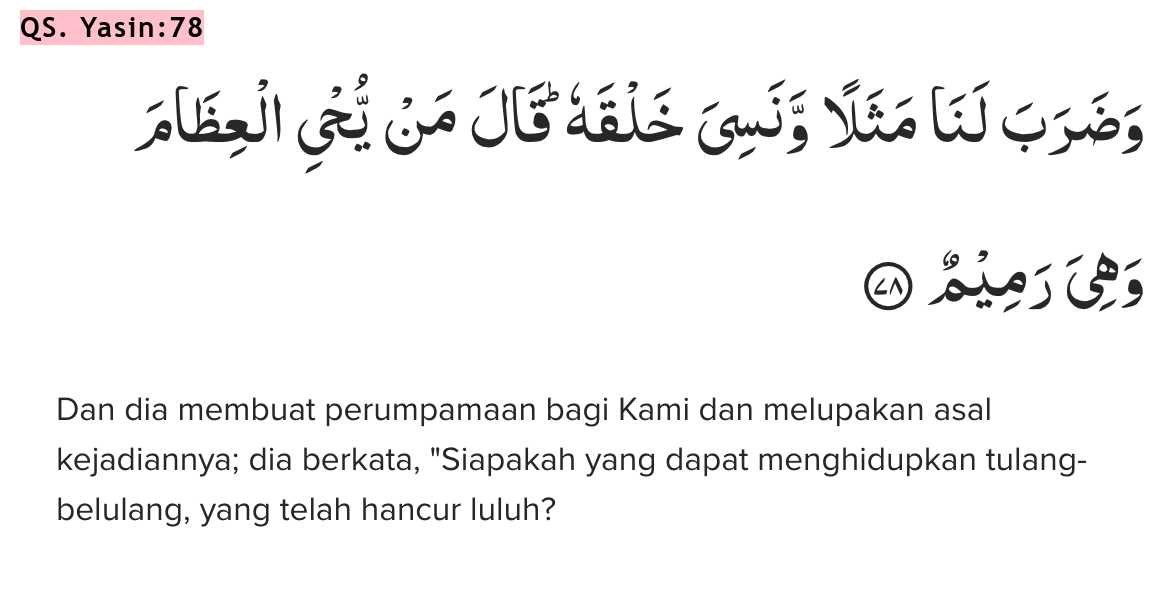 QS. Yasin:78
وَضَرَبَ لَنَا مَثَلًا وَّنَسِيَ خَلْقَهٗۗ قَالَ مَنْ يُّحْيِ الْعِظَامَ
وَهِيَ رَمِيْمٌ ٧٨
Dan dia membuat perumpamaan bagi Kami dan melupakan asal
kejadiannya; dia berkata, "Siapakah yang dapat menghidupkan tulang-
belulang, yang telah hancur luluh?